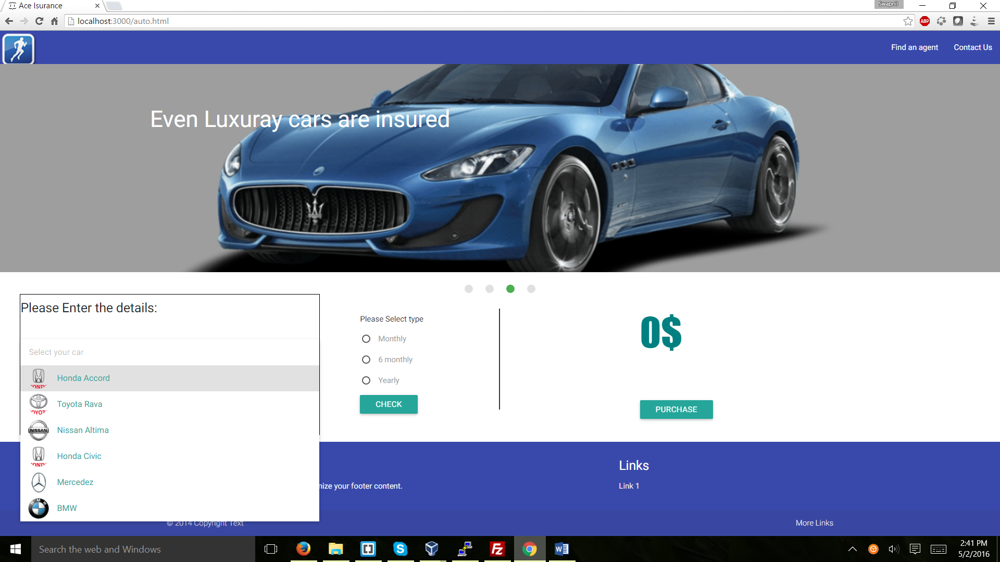 Ace Isurance
Swapnil
localhost:3000/auto.html
ABP
Find an agent
Contact Us
Even Luxuray cars are insured
Please Enter the details:
Select your car
Honda Accord
Toyota Rava
Nissan Altima
NISSAN
Honda Civic
Mercedez
BMW
Please Select type
Monthly
6 monthly
Yearly
CHECK
0$
PURCHASE
nize your footer content.
Links
Link 1
© 2014 Copyright Text
More Links
Search the web and Windows
2:41 PM
5/2/2016